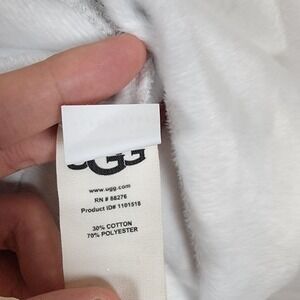 UGG
www.ugg.com
RN # 88276
Product ID# 1101518
30% COTTON
70% POLYESTER